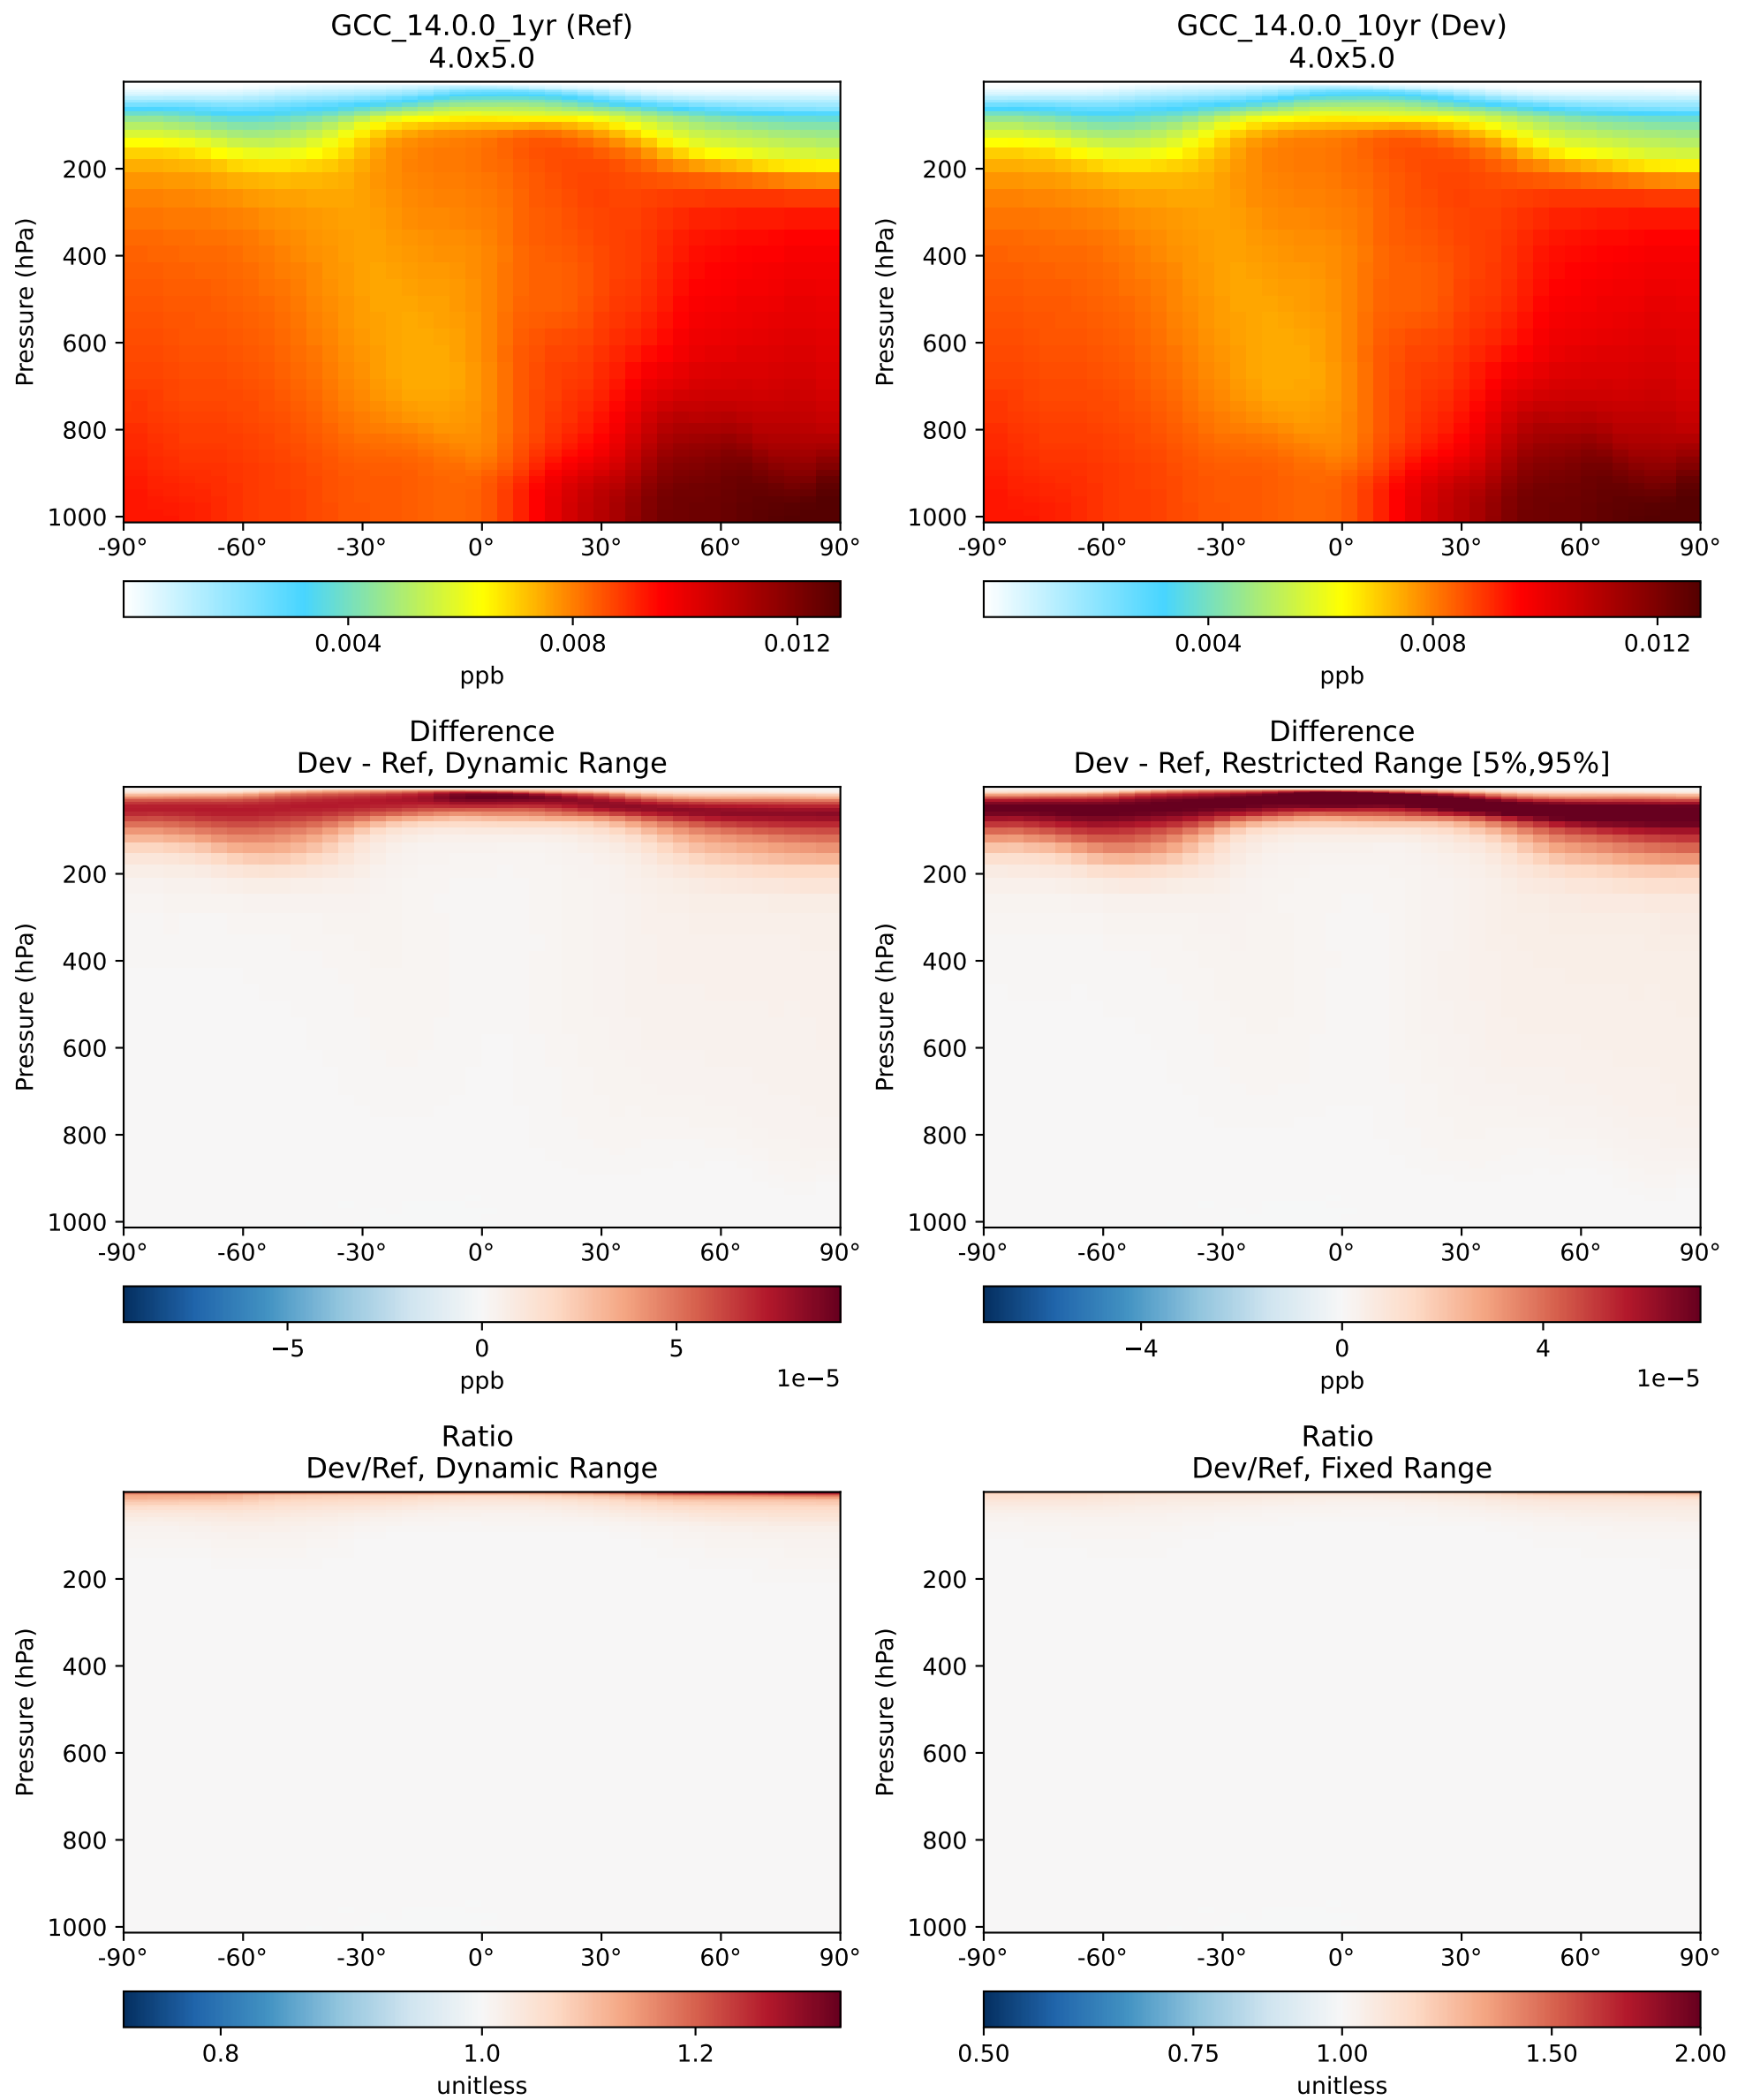 GCC_14.0.0_1yr (Ref)
4.0x5.0
Pressure (hPa)
200
400
600
800
1000
-90° -60° -30° 0° 30° 60° 90°
0.004 0.008 0.012
ppb
GCC_14.0.0_10yr (Dev)
4.0x5.0
Pressure (hPa)
200
400
600
800
1000
-90° -60° -30° 0° 30° 60° 90°
0.004 0.008 0.012
ppb
Difference
Dev - Ref, Dynamic Range
Pressure (hPa)
200
400
600
800
1000
-90° -60° -30° 0° 30° 60° 90°
−5 0 5
ppb 1e−5
Difference
Dev - Ref, Restricted Range [5%,95%]
Pressure (hPa)
200
400
600
800
1000
-90° -60° -30° 0° 30° 60° 90°
−4 0 4
ppb 1e−5
Ratio
Dev/Ref, Dynamic Range
Pressure (hPa)
200
400
600
800
1000
-90° -60° -30° 0° 30° 60° 90°
0.8 1.0 1.2
unitless
Ratio
Dev/Ref, Fixed Range
Pressure (hPa)
200
400
600
800
1000
-90° -60° -30° 0° 30° 60° 90°
0.50 0.75 1.00 1.50 2.00
unitless